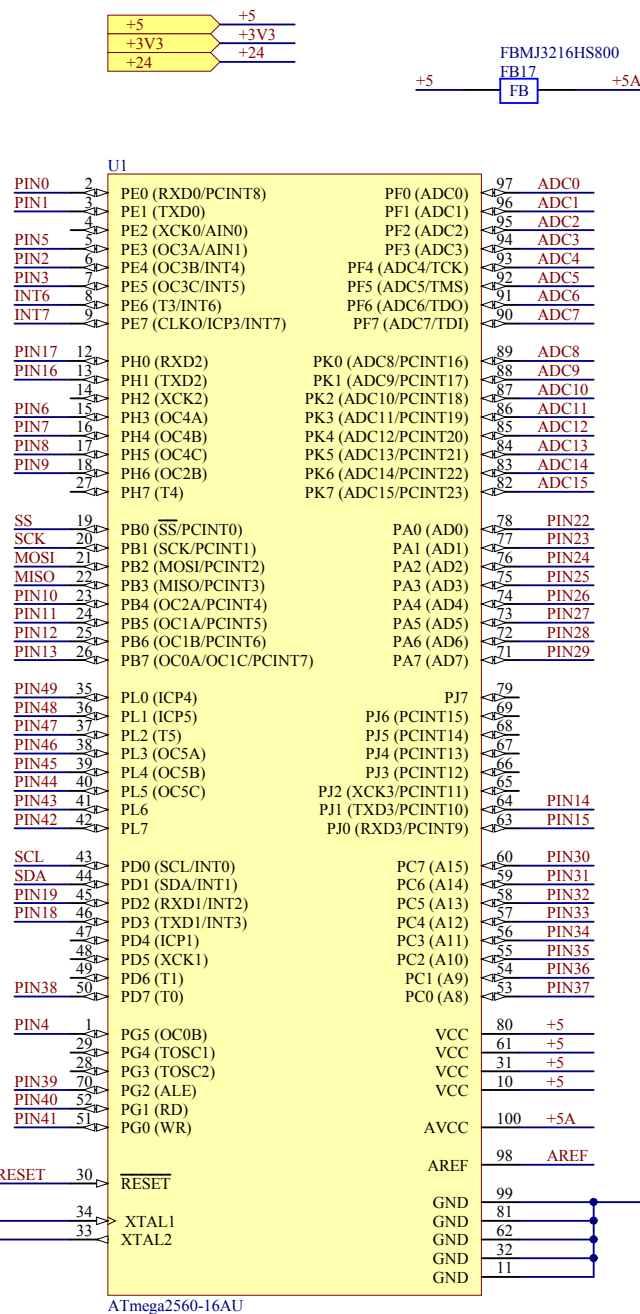 +5 +5
+3V3 +3V3
+24 +24
FBMJ3216HS800
FB17
+5 FB +5A
U1
PIN0 2 PE0 (RXD0/PCINT8) PF0 (ADC0) 97 ADC0
PIN1 3 PE1 (TXD0) PF1 (ADC1) 96 ADC1
4 PE2 (XCK0/AIN0) PF2 (ADC2) 95 ADC2
PIN5 5 PE3 (OC3A/AIN1) PF3 (ADC3) 94 ADC3
PIN2 6 PE4 (OC3B/INT4) PF4 (ADC4/TCK) 93 ADC4
PIN3 7 PE5 (OC3C/INT5) PF5 (ADC5/TMS) 92 ADC5
INT6 8 PE6 (T3/INT6) PF6 (ADC6/TDO) 91 ADC6
INT7 9 PE7 (CLKO/ICP3/INT7) PF7 (ADC7/TDI) 90 ADC7
PIN17 12 PH0 (RXD2) PK0 (ADC8/PCINT16) 89 ADC8
PIN16 13 PH1 (TXD2) PK1 (ADC9/PCINT17) 88 ADC9
14 PH2 (XCK2) PK2 (ADC10/PCINT18) 87 ADC10
PIN6 15 PH3 (OC4A) PK3 (ADC11/PCINT19) 86 ADC11
PIN7 16 PH4 (OC4B) PK4 (ADC12/PCINT20) 85 ADC12
PIN8 17 PH5 (OC4C) PK5 (ADC13/PCINT21) 84 ADC13
PIN9 18 PH6 (OC2B) PK6 (ADC14/PCINT22) 83 ADC14
27 PH7 (T4) PK7 (ADC15/PCINT23) 82 ADC15
SS 19 PB0 (SS/PCINT0) PA0 (AD0) 78 PIN22
SCK 20 PB1 (SCK/PCINT1) PA1 (AD1) 77 PIN23
MOSI 21 PB2 (MOSI/PCINT2) PA2 (AD2) 76 PIN24
MISO 22 PB3 (MISO/PCINT3) PA3 (AD3) 75 PIN25
PIN10 23 PB4 (OC2A/PCINT4) PA4 (AD4) 74 PIN26
PIN11 24 PB5 (OC1A/PCINT5) PA5 (AD5) 73 PIN27
PIN12 25 PB6 (OC1B/PCINT6) PA6 (AD6) 72 PIN28
PIN13 26 PB7 (OC0A/OC1C/PCINT7) PA7 (AD7) 71 PIN29
PIN49 35 PL0 (ICP4) PJ7 79
PIN48 36 PL1 (ICP5) PJ6 (PCINT15) 69
PIN47 37 PL2 (T5) PJ5 (PCINT14) 68
PIN46 38 PL3 (OC5A) PJ4 (PCINT13) 67
PIN45 39 PL4 (OC5B) PJ3 (PCINT12) 66
PIN44 40 PL5 (OC5C) PJ2 (XCK3/PCINT11) 65
PIN43 41 PL6 PJ1 (TXD3/PCINT10) 64 PIN14
PIN42 42 PL7 PJ0 (RXD3/PCINT9) 63 PIN15
SCL 43 PD0 (SCL/INT0) PC7 (A15) 60 PIN30
SDA 44 PD1 (SDA/INT1) PC6 (A14) 59 PIN31
PIN19 45 PD2 (RXD1/INT2) PC5 (A13) 58 PIN32
PIN18 46 PD3 (TXD1/INT3) PC4 (A12) 57 PIN33
47 PD4 (ICP1) PC3 (A11) 56 PIN34
48 PD5 (XCK1) PC2 (A10) 55 PIN35
49 PD6 (T1) PC1 (A9) 54 PIN36
PIN38 50 PD7 (T0) PC0 (A8) 53 PIN37
PIN4 1 PG5 (OC0B) VCC 80 +5
29 PG4 (TOSC1) VCC 61 +5
28 PG3 (TOSC2) VCC 31 +5
PIN39 70 PG2 (ALE) VCC 10 +5
PIN40 52 PG1 (RD)
PIN41 51 PG0 (WR) AVCC 100 +5A
AREF 98 AREF
RESET 30 RESET
GND 99
34 XTAL1 GND 81
33 XTAL2 GND 62
GND 32
GND 11
ATmega2560-16AU